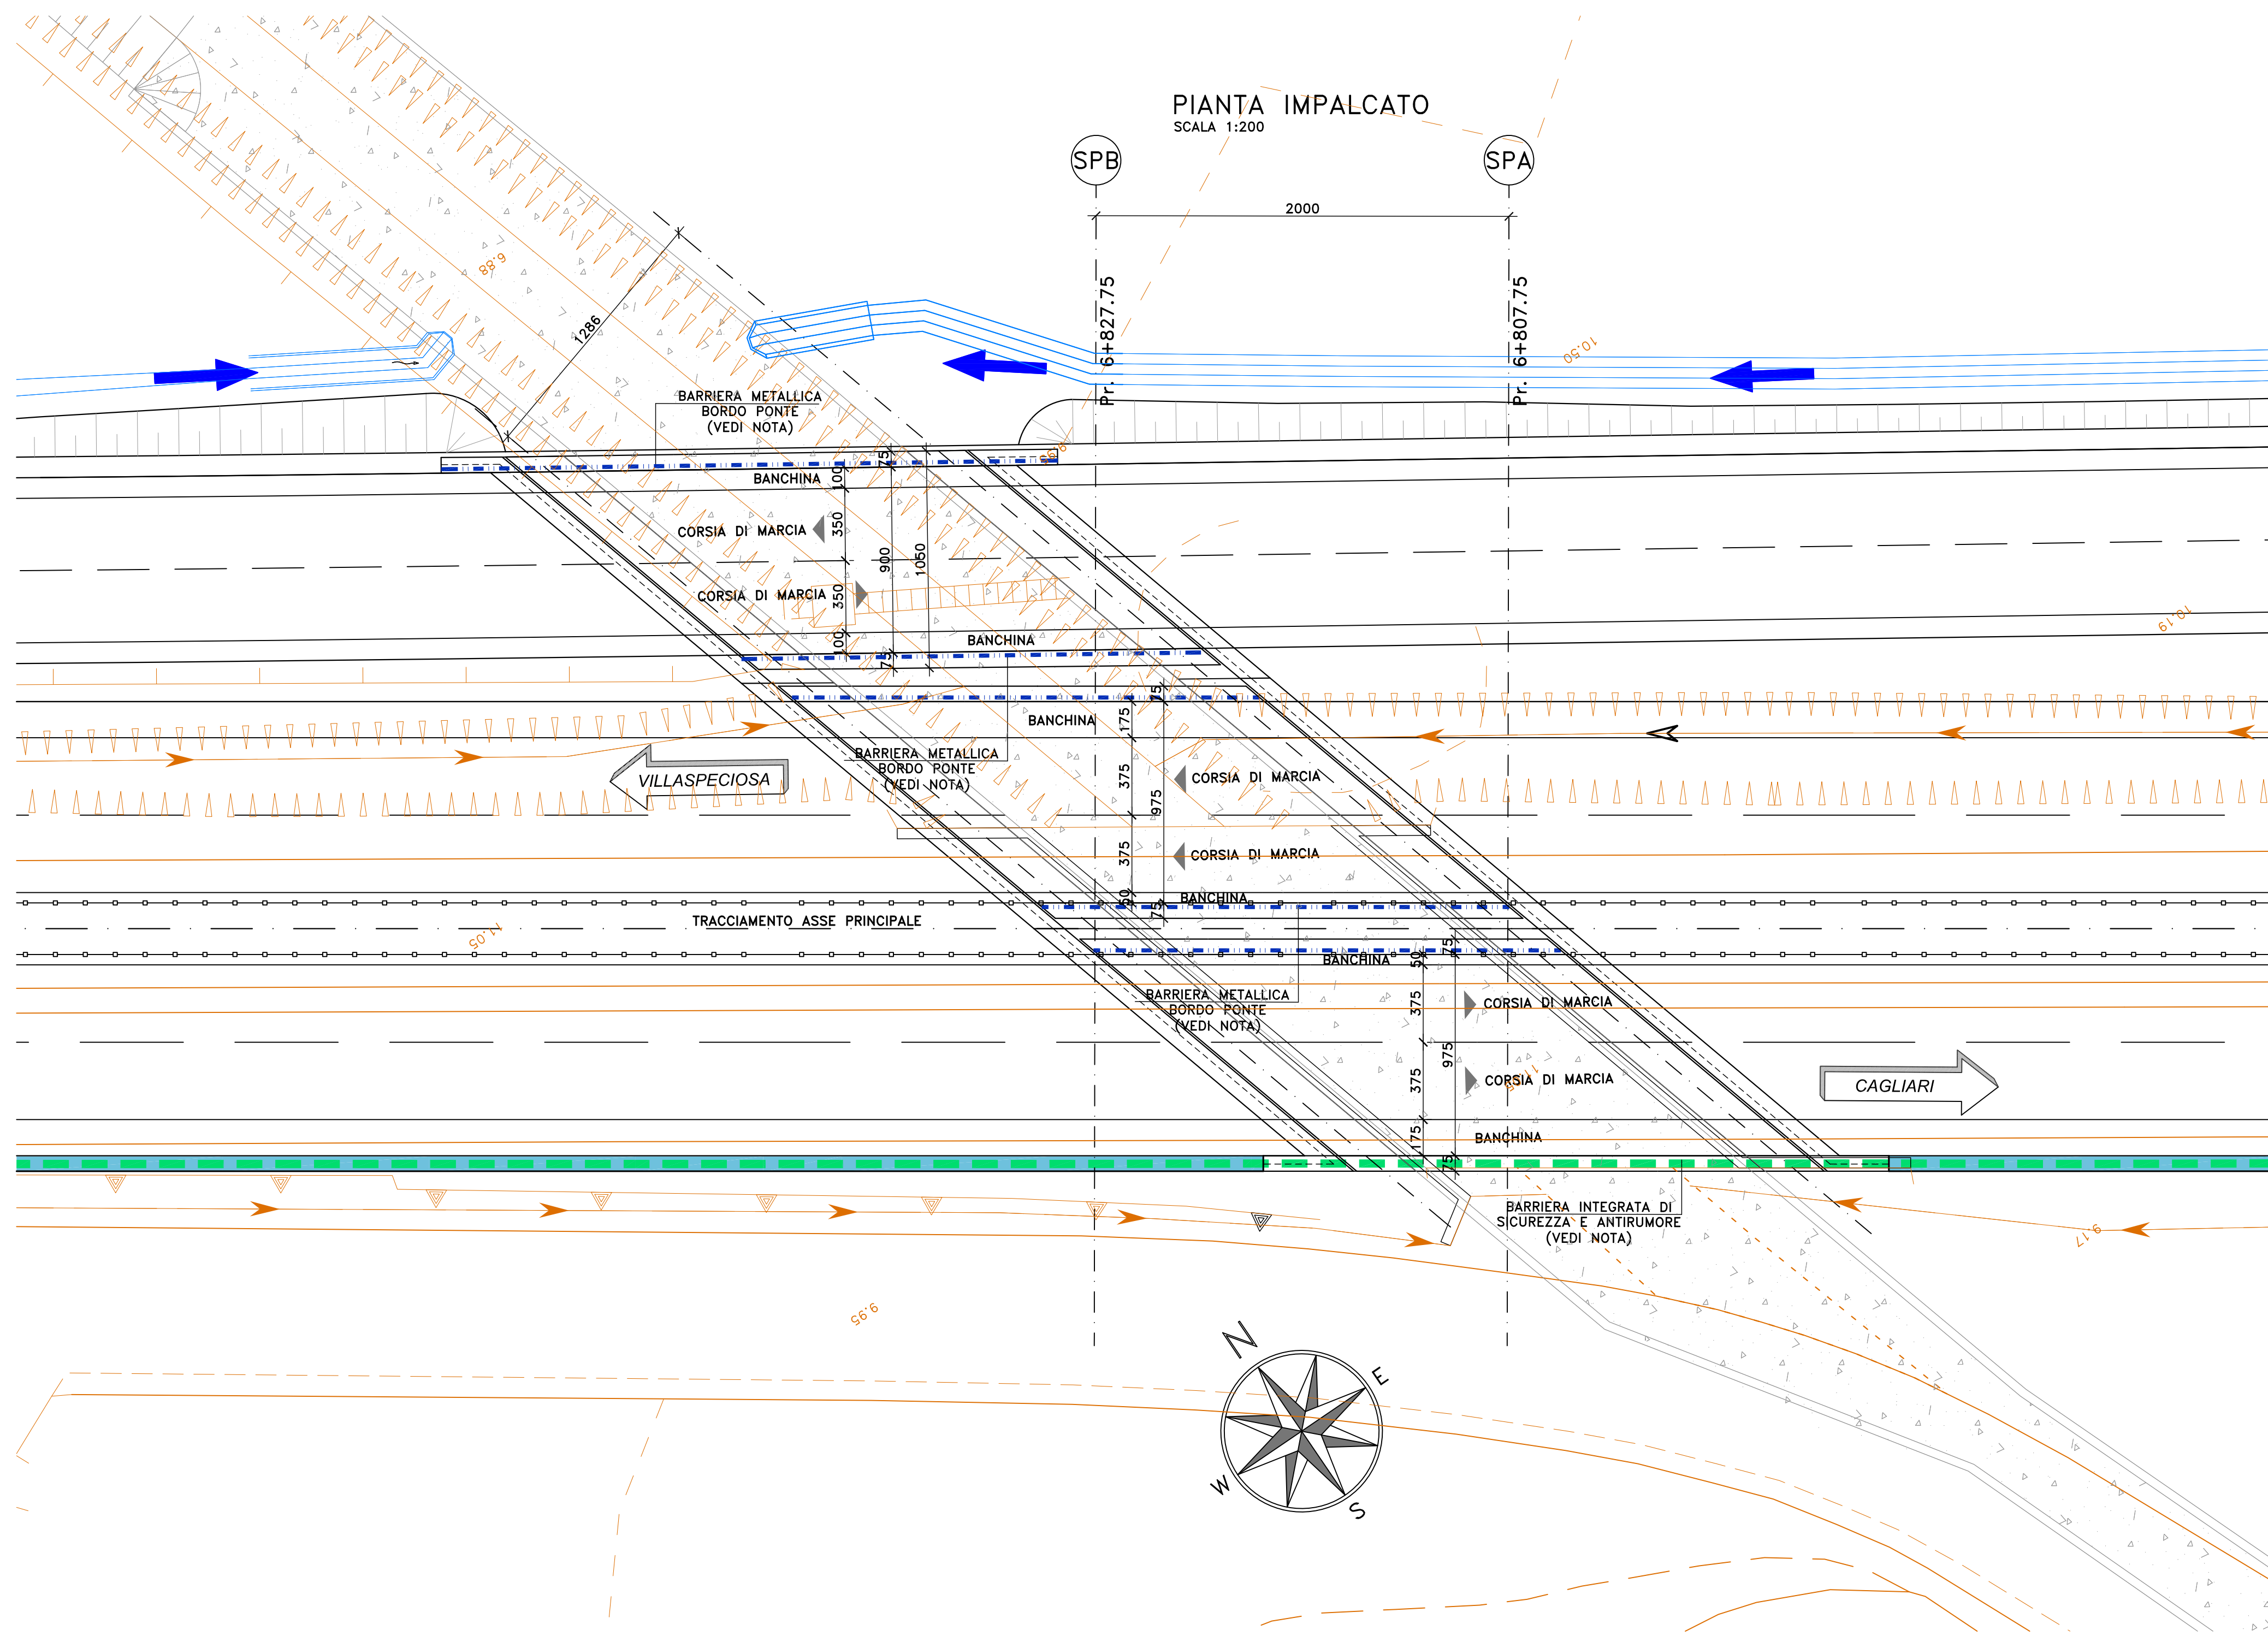 PIANTA IMPALCATO
SCALA 1:200
SPB
SPA
2000
Pr. 6+827.75
Pr. 6+807.75
6.88
1286
10.50
BARRIERA METALLICA
BORDO PONTE
(VEDI NOTA)
75
100
BANCHINA
CORSIA DI MARCIA
350
900
1050
CORSIA DI MARCIA
350
100
BANCHINA
75
10.19
75
BANCHINA
175
BARRIERA METALLICA
BORDO PONTE
(VEDI NOTA)
VILLASPECIOSA
375
CORSIA DI MARCIA
975
375
CORSIA DI MARCIA
50
BANCHINA
75
TRACCIAMENTO ASSE PRINCIPALE
11.05
75
50
BANCHINA
BARRIERA METALLICA
BORDO PONTE
(VEDI NOTA)
375
CORSIA DI MARCIA
975
375
CORSIA DI MARCIA
CAGLIARI
175
BANCHINA
75
BARRIERA INTEGRATA DI
SICUREZZA E ANTIRUMORE
(VEDI NOTA)
9.17
9.95
N
E
W
S